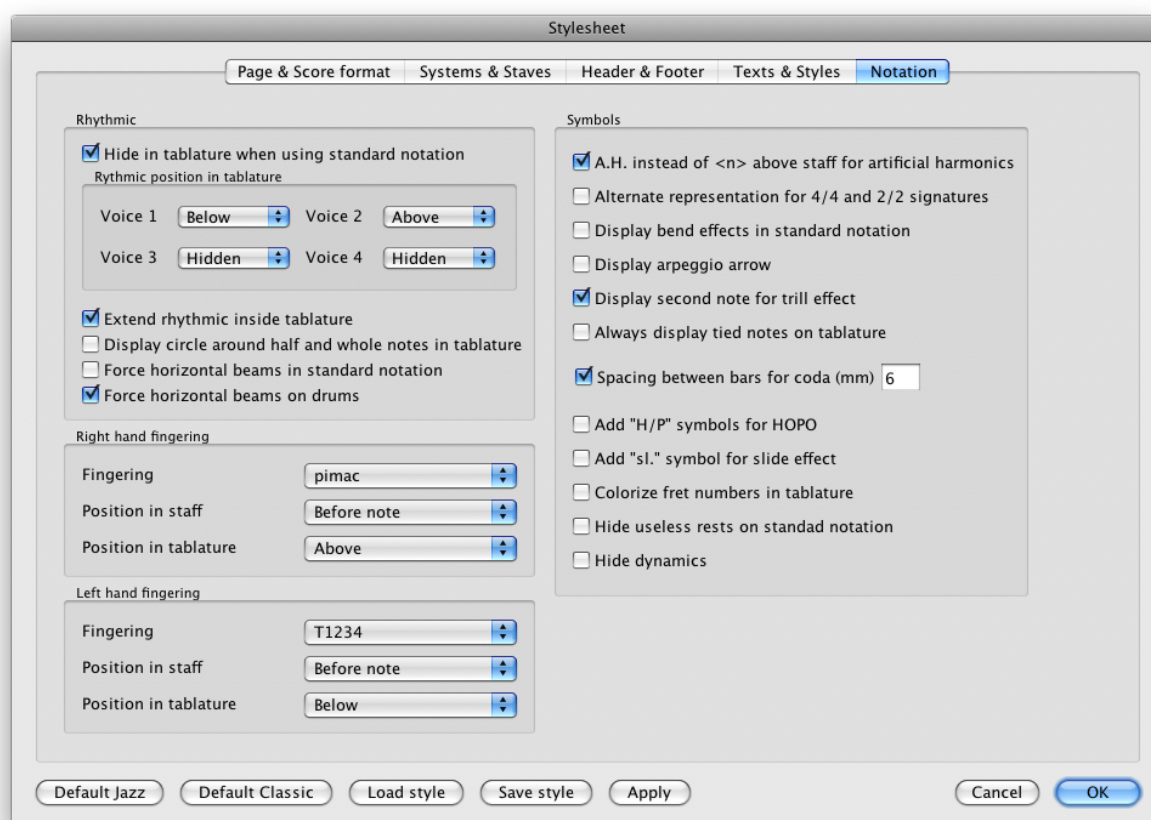 Stylesheet
Page & Score format Systems & Staves Header & Footer Texts & Styles Notation
Rhythmic
Hide in tablature when using standard notation
Rythmic position in tablature
Voice 1 Below Voice 2 Above
Voice 3 Hidden Voice 4 Hidden
Extend rhythmic inside tablature
Display circle around half and whole notes in tablature
Force horizontal beams in standard notation
Force horizontal beams on drums
Right hand fingering
Fingering pimac
Position in staff Before note
Position in tablature Above
Left hand fingering
Fingering T1234
Position in staff Before note
Position in tablature Below
Symbols
A.H. instead of <n> above staff for artificial harmonics
Alternate representation for 4/4 and 2/2 signatures
Display bend effects in standard notation
Display arpeggio arrow
Display second note for trill effect
Always display tied notes on tablature
Spacing between bars for coda (mm) 6
Add "H/P" symbols for HOPO
Add "sl." symbol for slide effect
Colorize fret numbers in tablature
Hide useless rests on standad notation
Hide dynamics
Default Jazz Default Classic Load style Save style Apply Cancel OK